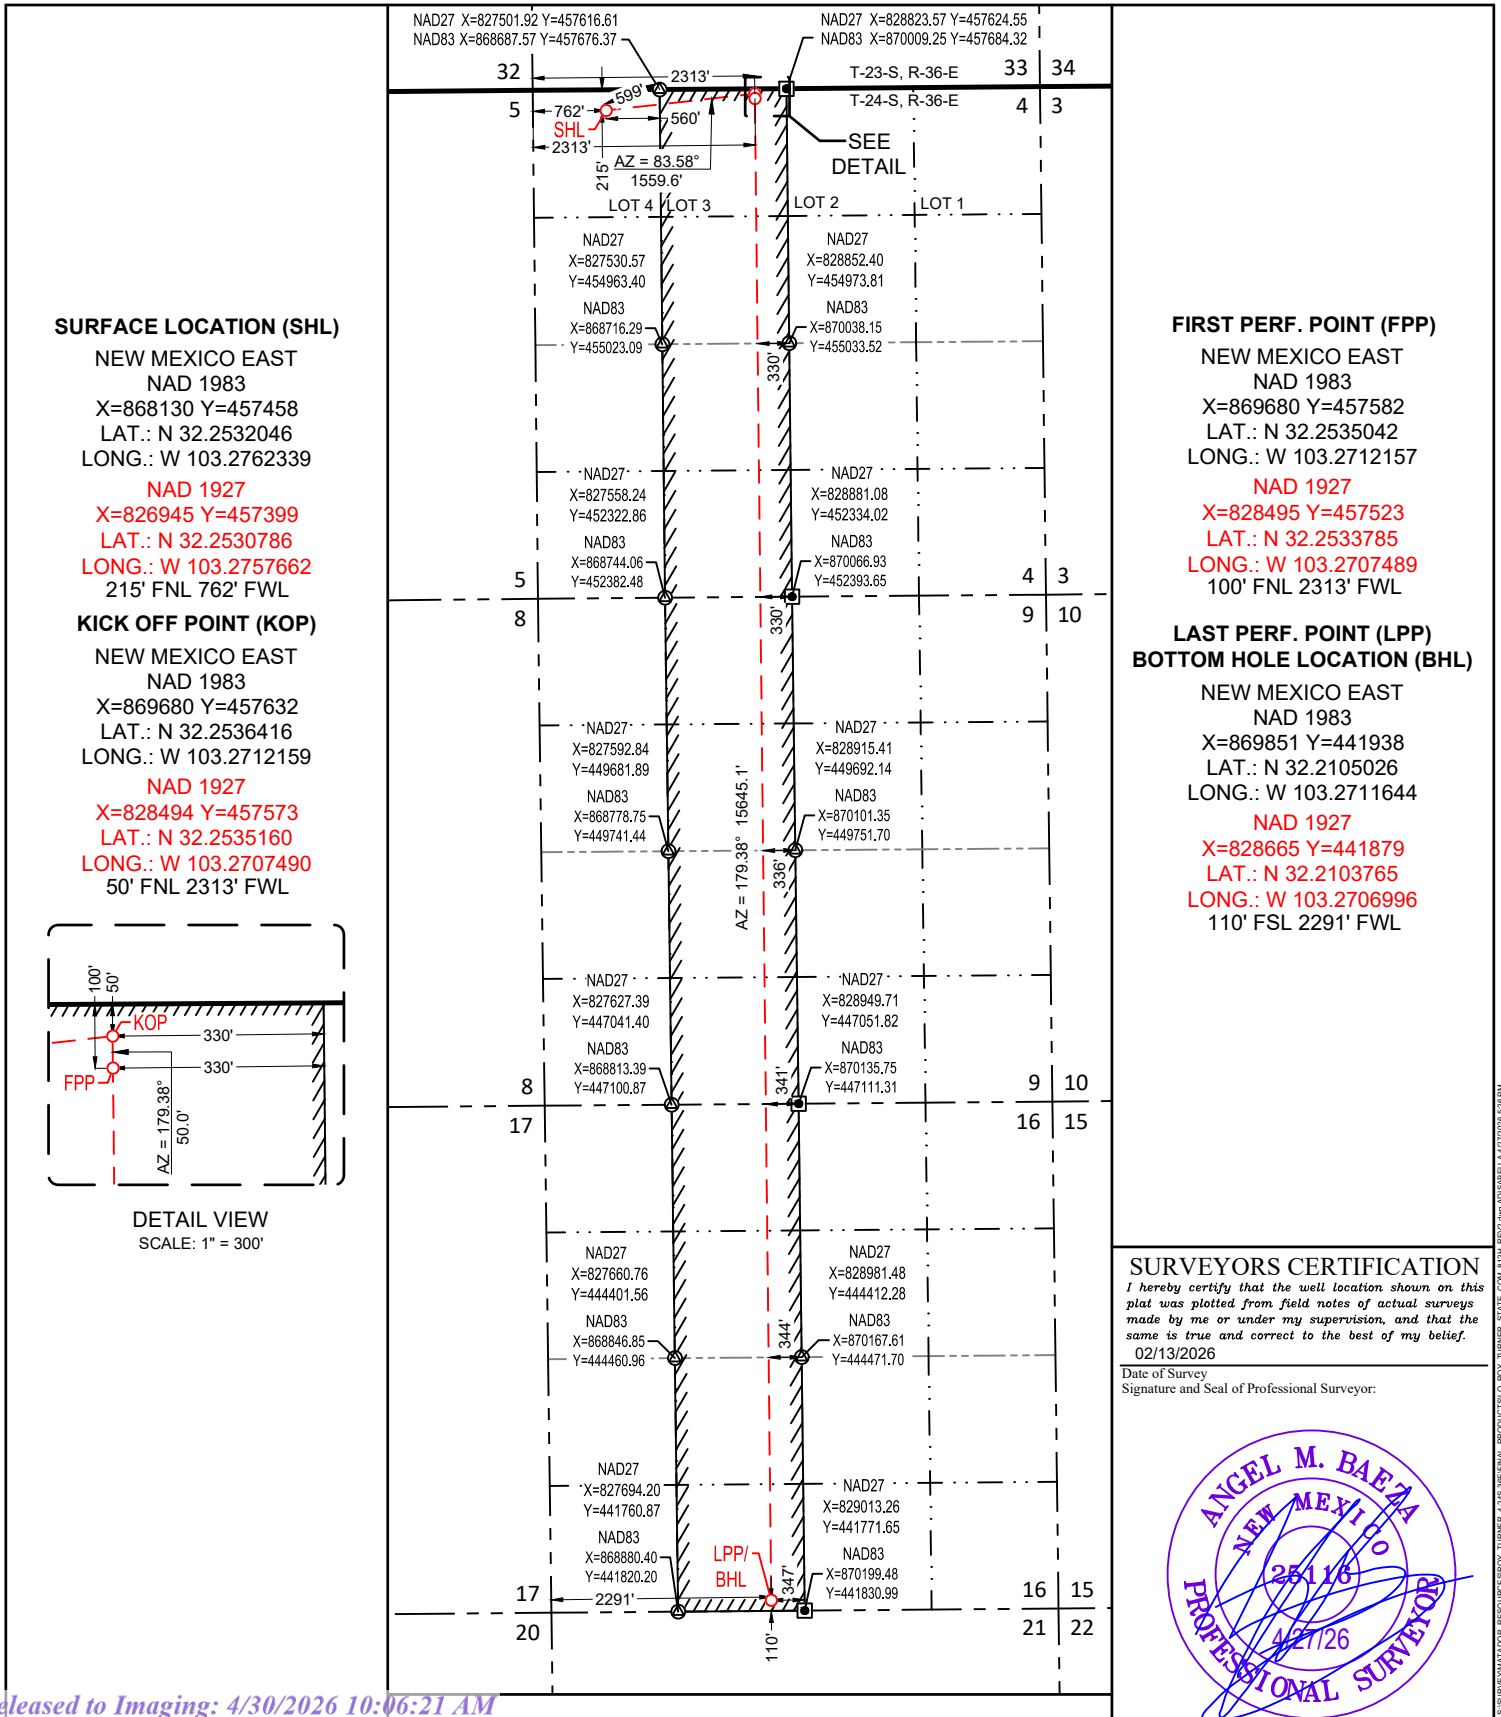 NAD27 X=827501.92 Y=457616.61
NAD83 X=868687.57 Y=457676.37
NAD27 X=828823.57 Y=457624.55
NAD83 X=870009.25 Y=457684.32
32
2313'
T-23-S, R-36-E
33
34
5
599'
762'
560'
T-24-S, R-36-E
4
3
SHL
2313'
215'
AZ = 83.58°
1559.6'
SEE
DETAIL
LOT 4
LOT 3
LOT 2
LOT 1
NAD27
X=827530.57
Y=454963.40
NAD83
X=868716.29
Y=455023.09
NAD27
X=828852.40
Y=454973.81
NAD83
X=870038.15
Y=455033.52
330'
NAD27
X=827558.24
Y=452322.86
NAD83
X=868744.06
Y=452382.48
NAD27
X=828881.08
Y=452334.02
NAD83
X=870066.93
Y=452393.65
5
4
3
8
330'
9
10
NAD27
X=827592.84
Y=449681.89
NAD83
X=868778.75
Y=449741.44
NAD27
X=828915.41
Y=449692.14
NAD83
X=870101.35
Y=449751.70
AZ = 179.38° 15645.1'
336'
NAD27
X=827627.39
Y=447041.40
NAD83
X=868813.39
Y=447100.87
NAD27
X=828949.71
Y=447051.82
NAD83
X=870135.75
Y=447111.31
341'
8
9
10
17
16
15
NAD27
X=827660.76
Y=444401.56
NAD83
X=868846.85
Y=444460.96
NAD27
X=828981.48
Y=444412.28
NAD83
X=870167.61
Y=444471.70
344'
NAD27
X=827694.20
Y=441760.87
NAD83
X=868880.40
Y=441820.20
NAD27
X=829013.26
Y=441771.65
NAD83
X=870199.48
Y=441830.99
LPP/
BHL
347'
17
2291'
16
15
20
110'
21
22
SURFACE LOCATION (SHL)
NEW MEXICO EAST
NAD 1983
X=868130 Y=457458
LAT.: N 32.2532046
LONG.: W 103.2762339
NAD 1927
X=826945 Y=457399
LAT.: N 32.2530786
LONG.: W 103.2757662
215' FNL 762' FWL
KICK OFF POINT (KOP)
NEW MEXICO EAST
NAD 1983
X=869680 Y=457632
LAT.: N 32.2536416
LONG.: W 103.2712159
NAD 1927
X=828494 Y=457573
LAT.: N 32.2535160
LONG.: W 103.2707490
50' FNL 2313' FWL
100'
50'
KOP
330'
FPP
330'
AZ = 179.38°
50.0'
DETAIL VIEW
SCALE: 1" = 300'
FIRST PERF. POINT (FPP)
NEW MEXICO EAST
NAD 1983
X=869680 Y=457582
LAT.: N 32.2535042
LONG.: W 103.2712157
NAD 1927
X=828495 Y=457523
LAT.: N 32.2533785
LONG.: W 103.2707489
100' FNL 2313' FWL
LAST PERF. POINT (LPP)
BOTTOM HOLE LOCATION (BHL)
NEW MEXICO EAST
NAD 1983
X=869851 Y=441938
LAT.: N 32.2105026
LONG.: W 103.2711644
NAD 1927
X=828665 Y=441879
LAT.: N 32.2103765
LONG.: W 103.2706996
110' FSL 2291' FWL
SURVEYORS CERTIFICATION
I hereby certify that the well location shown on this
plat was plotted from field notes of actual surveys
made by me or under my supervision, and that the
same is true and correct to the best of my belief.
02/13/2026
Date of Survey
Signature and Seal of Professional Surveyor:
ANGEL M. BAEZA
NEW MEXICO
25116
4/27/26
PROFESSIONAL SURVEYOR
eleased to Imaging: 4/30/2026 10:06:21 AM